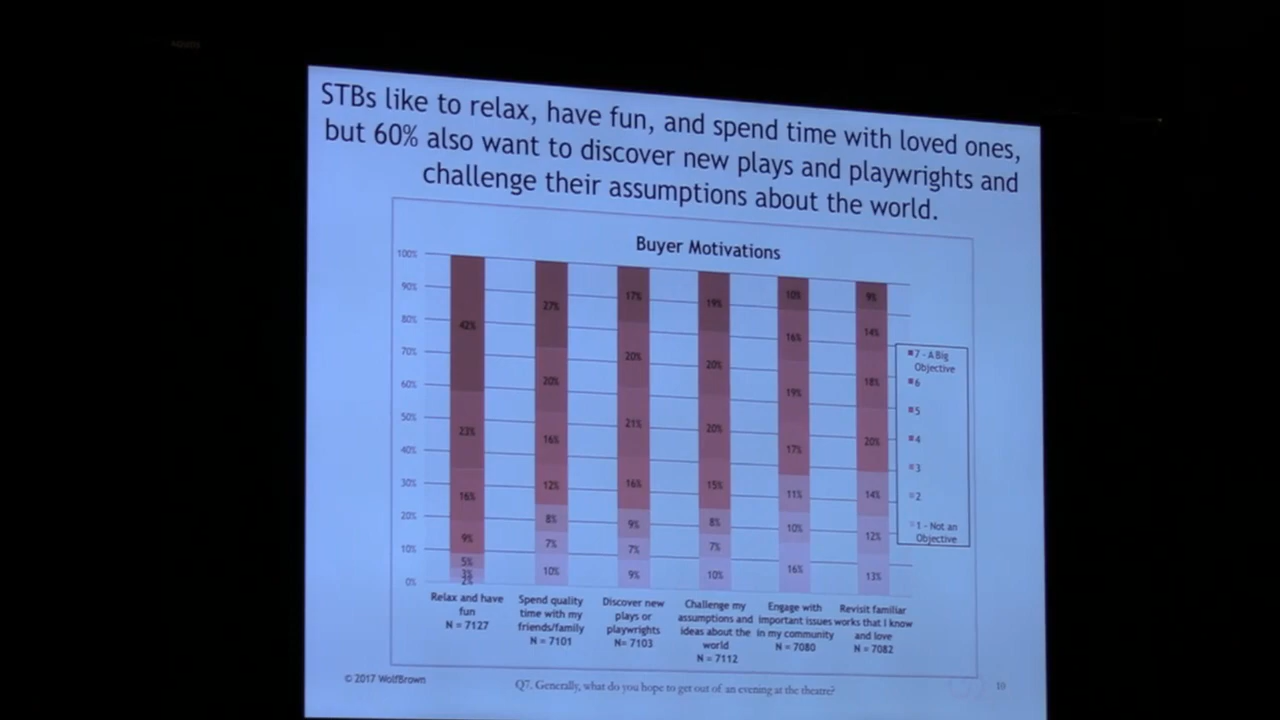 STBs like to relax, have fun, and spend time with loved ones,
but 60% also want to discover new plays and playwrights and
challenge their assumptions about the world.
Buyer Motivations
100%
90%
80%
70%
60%
50%
40%
30%
20%
10%
0%
42%
23%
16%
9%
5%
3%
2%
27%
20%
16%
12%
8%
7%
10%
17%
20%
21%
16%
9%
7%
9%
19%
20%
20%
15%
8%
7%
10%
10%
16%
19%
17%
11%
10%
16%
9%
14%
18%
20%
14%
12%
13%
7 - A Big
Objective
6
5
4
3
2
1 - Not an
Objective
Relax and have
fun
N = 7127
Spend quality
time with my
friends/family
N = 7101
Discover new
plays or
playwrights
N= 7103
Challenge my
assumptions and
ideas about the
world
N = 7112
Engage with
important issues
in my community
N = 7080
Revisit familiar
works that I know
and love
N = 7082
© 2017 WolfBrown
Q7. Generally, what do you hope to get out of an evening at the theatre?
10